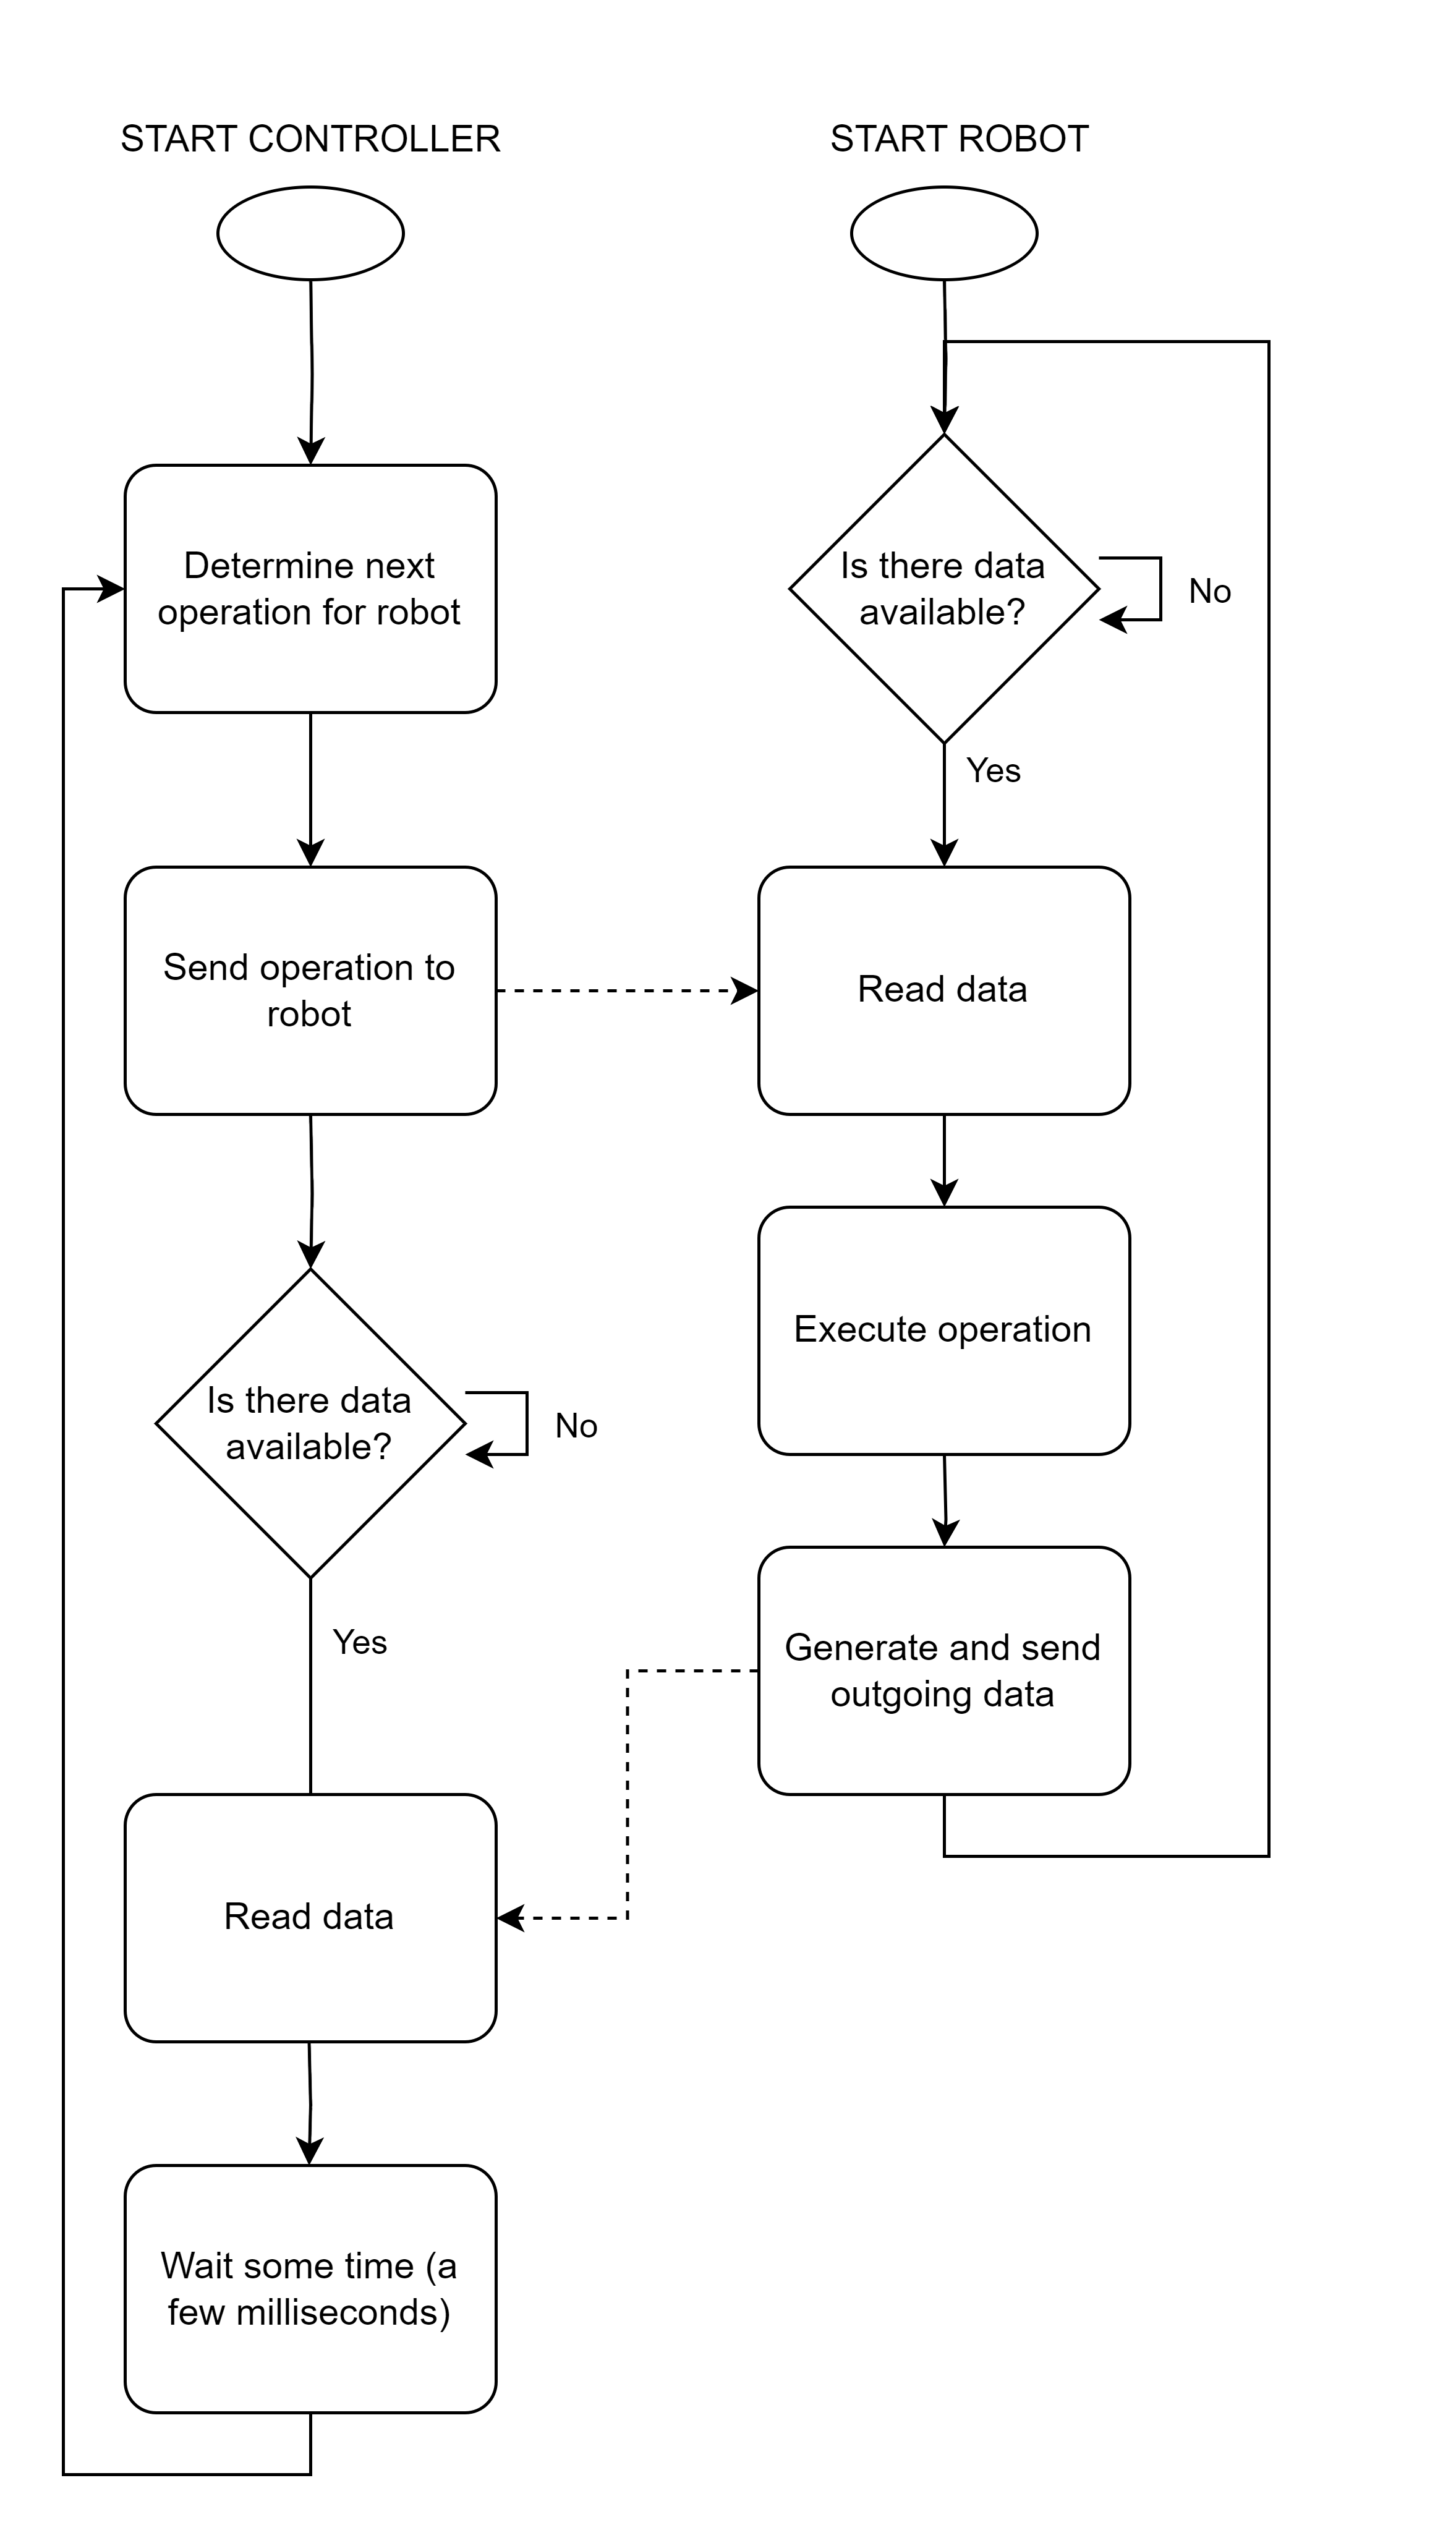 START CONTROLLER
START ROBOT
Determine next
operation for robot
Is there data
available?
No
Yes
Send operation to
robot
Read data
Execute operation
Is there data
available?
No
Yes
Generate and send
outgoing data
Read data
Wait some time (a
few milliseconds)